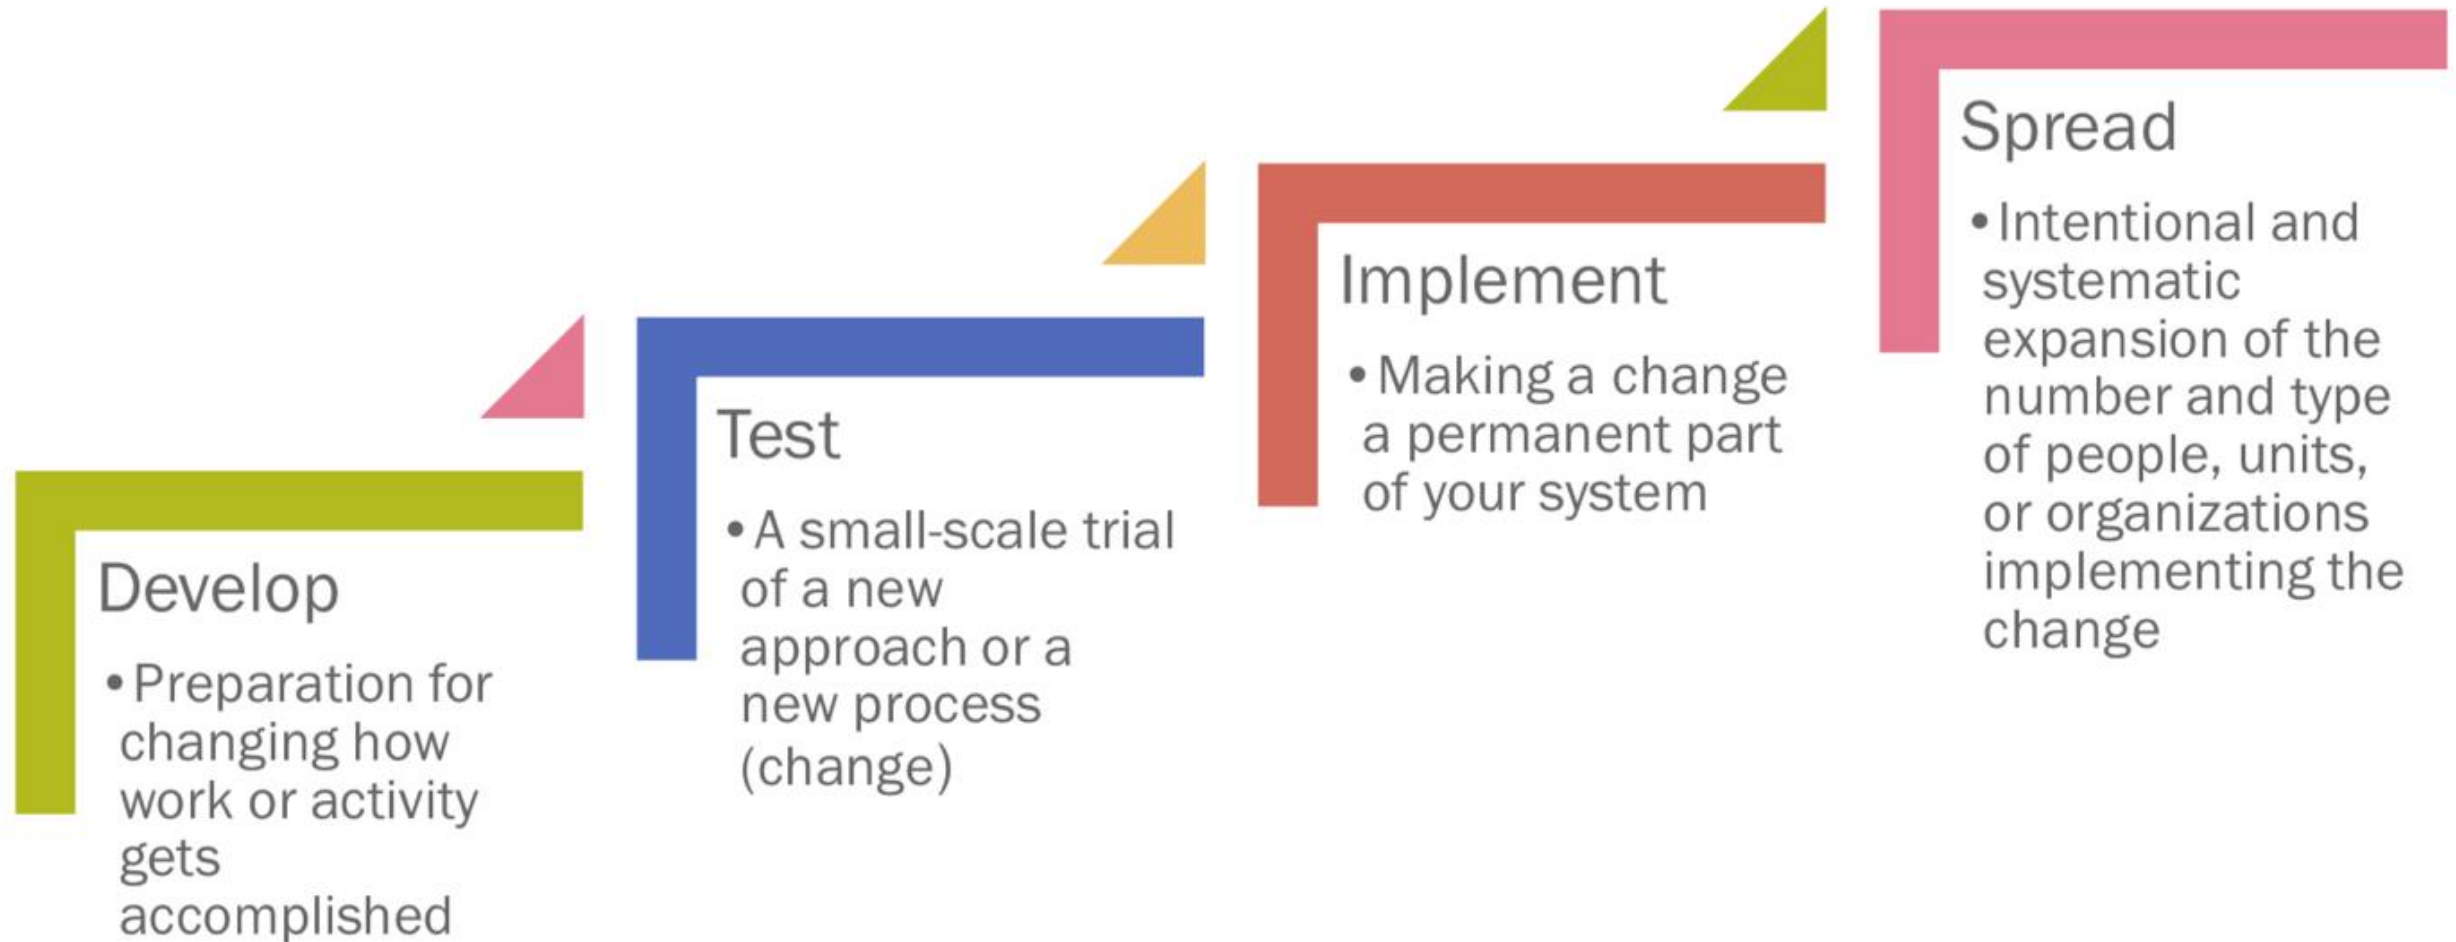 Develop
•Preparation for
changing how
work or activity
gets
accomplished
Test
•A small-scale trial
of a new
approach or a
new process
(change)
Implement
•Making a change
a permanent part
of your system
Spread
•Intentional and
systematic
expansion of the
number and type
of people, units,
or organizations
implementing the
change